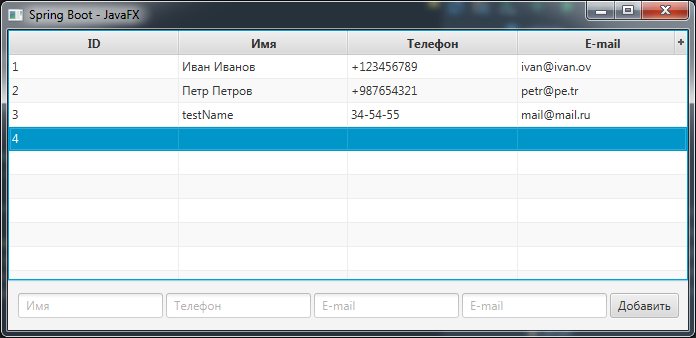 Spring Boot - JavaFX
ID Имя Телефон E-mail +
1 Иван Иванов +123456789 ivan@ivan.ov
2 Петр Петров +987654321 petr@pe.tr
3 testName 34-54-55 mail@mail.ru
4
Имя Телефон E-mail E-mail Добавить